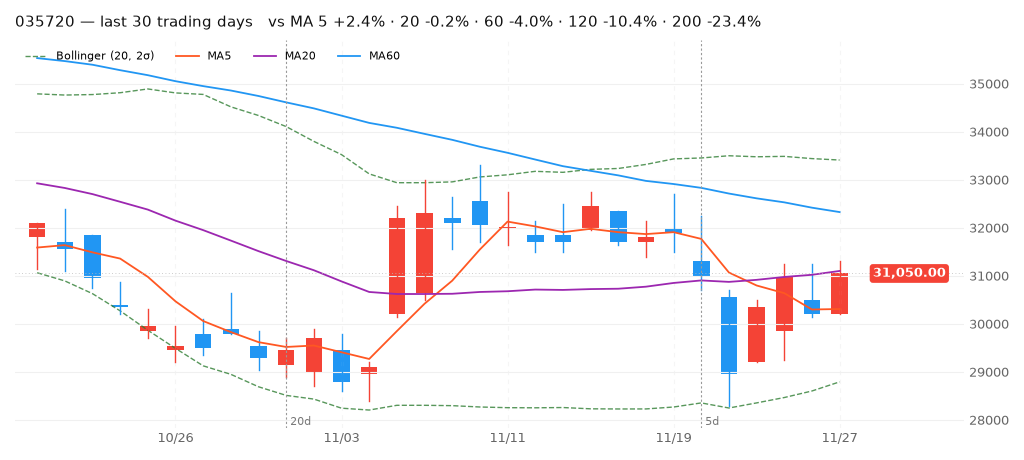 035720 — last 30 trading days   vs MA 5 +2.4% · 20 -0.2% · 60 -4.0% · 120 -10.4% · 200 -23.4%
Bollinger (20, 2σ)   MA5   MA20   MA60
35000
34000
33000
32000
31000
31,050.00
30000
29000
28000
20d
5d
10/26   11/03   11/11   11/19   11/27